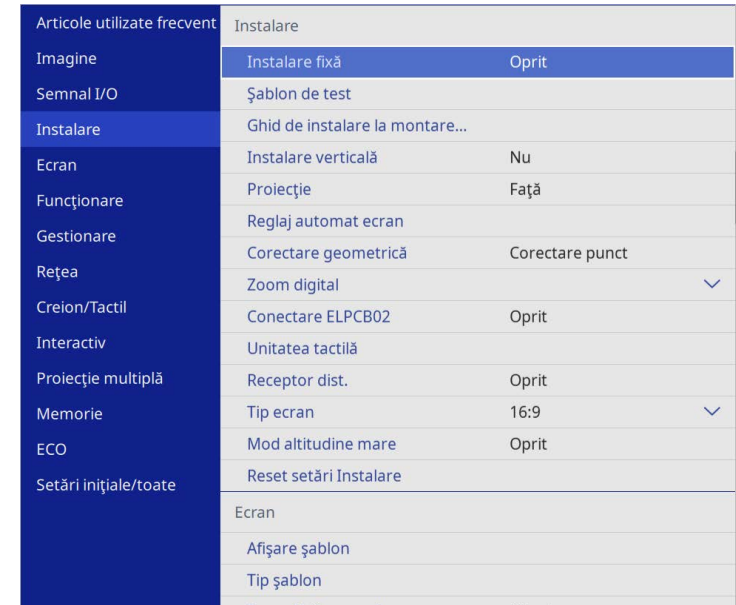 Articole utilizate frecvent
Imagine
Semnal I/O
Instalare
Ecran
Funcţionare
Gestionare
Reţea
Creion/Tactil
Interactiv
Proiecţie multiplă
Memorie
ECO
Setări iniţiale/toate
Instalare
Instalare fixă Oprit
Şablon de test
Ghid de instalare la montare...
Instalare verticală Nu
Proiecţie Faţă
Reglaj automat ecran
Corectare geometrică Corectare punct
Zoom digital
Conectare ELPCB02 Oprit
Unitatea tactilă
Receptor dist. Oprit
Tip ecran 16:9
Mod altitudine mare Oprit
Reset setări Instalare
Ecran
Afişare şablon
Tip şablon